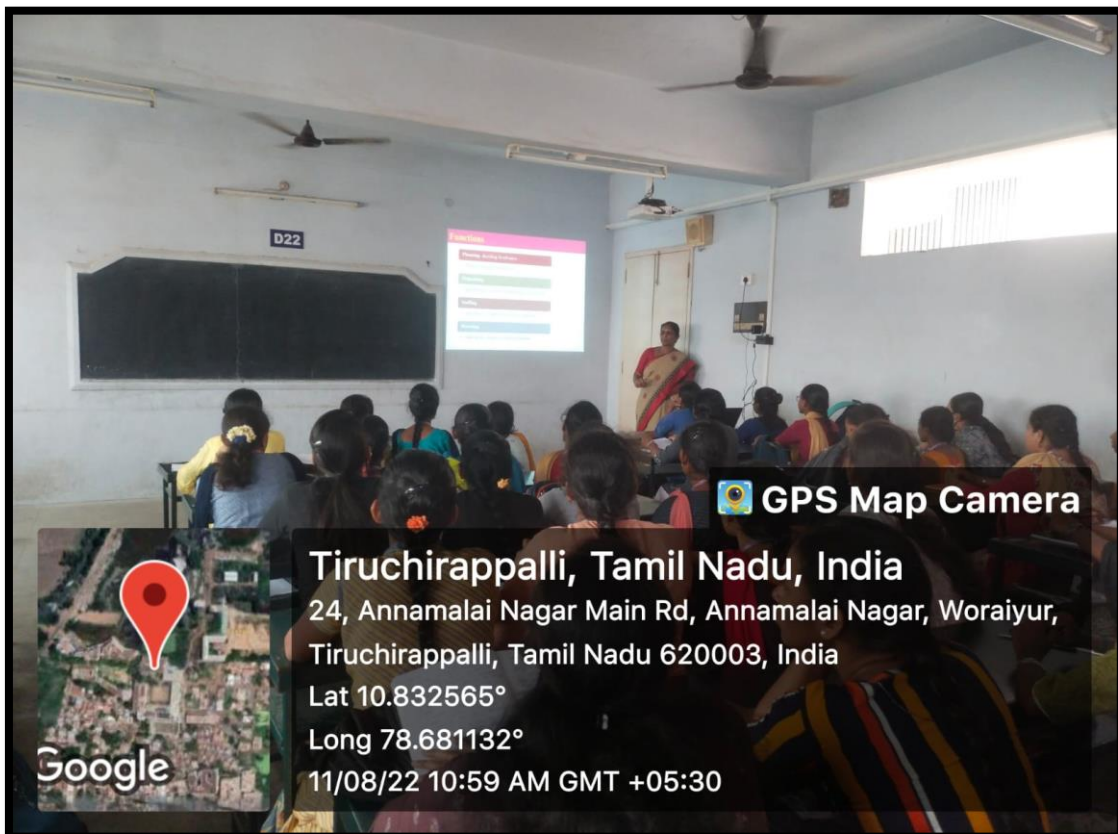 D22
Functions
GPS Map Camera
Tiruchirappalli, Tamil Nadu, India
24, Annamalai Nagar Main Rd, Annamalai Nagar, Woraiyur,
Tiruchirappalli, Tamil Nadu 620003, India
Lat 10.832565°
Long 78.681132°
11/08/22 10:59 AM GMT +05:30
Google